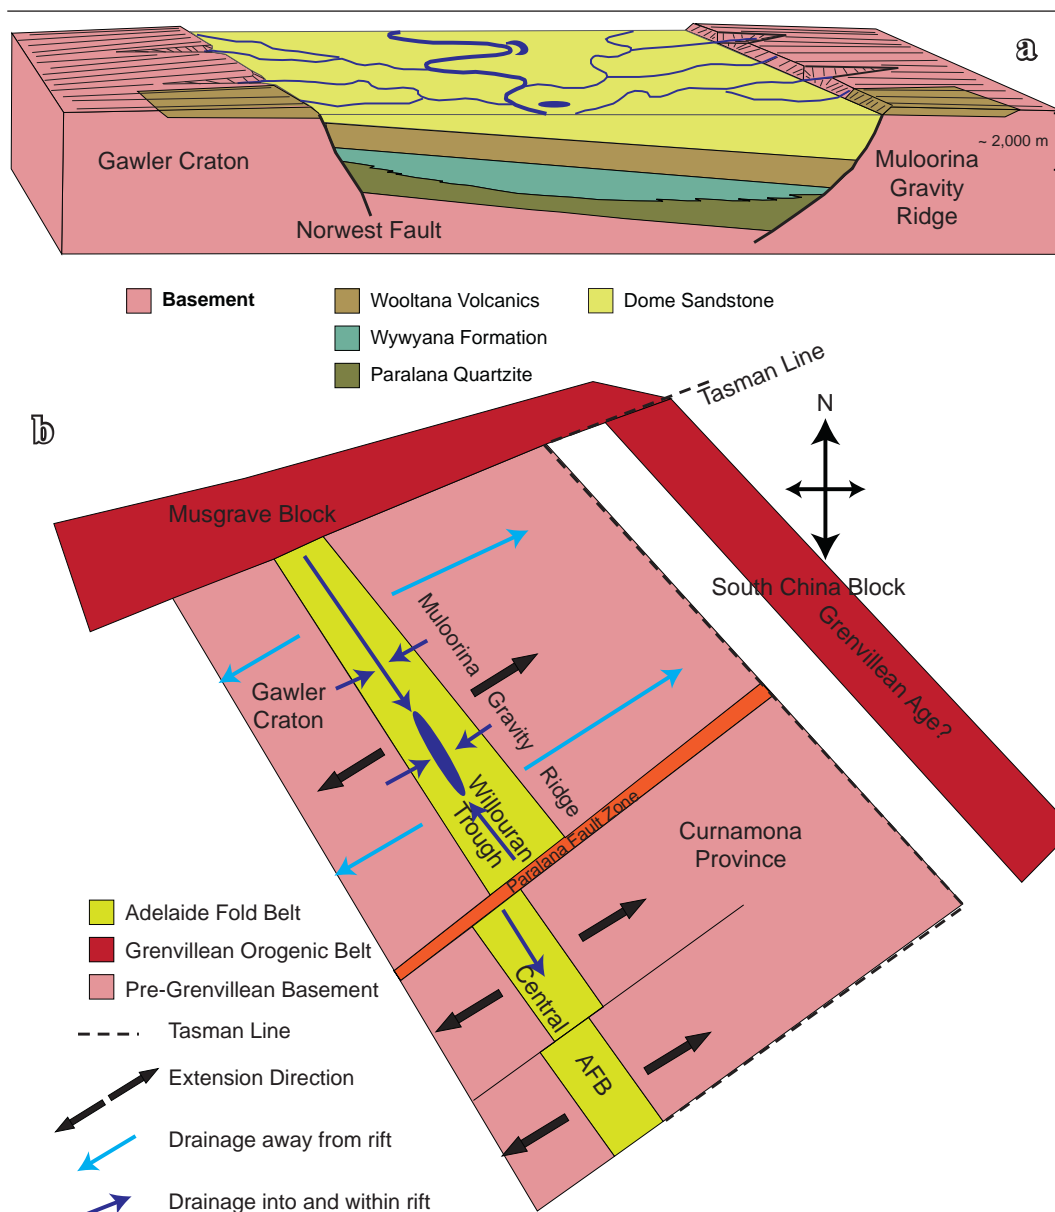 a
Gawler Craton
~ 2,000 m
Muloorina
Gravity
Ridge
Norwest Fault
Basement
Wooltana Volcanics
Dome Sandstone
Wywyana Formation
Paralana Quartzite
b
Tasman Line
N
Musgrave Block
South China Block
Grenvillean Age?
Muloorina
Gravity
Ridge
Gawler
Craton
Willouran
Trough
Paralana Fault Zone
Curnamona
Province
Central
AFB
Adelaide Fold Belt
Grenvillean Orogenic Belt
Pre-Grenvillean Basement
Tasman Line
Extension Direction
Drainage away from rift
Drainage into and within rift